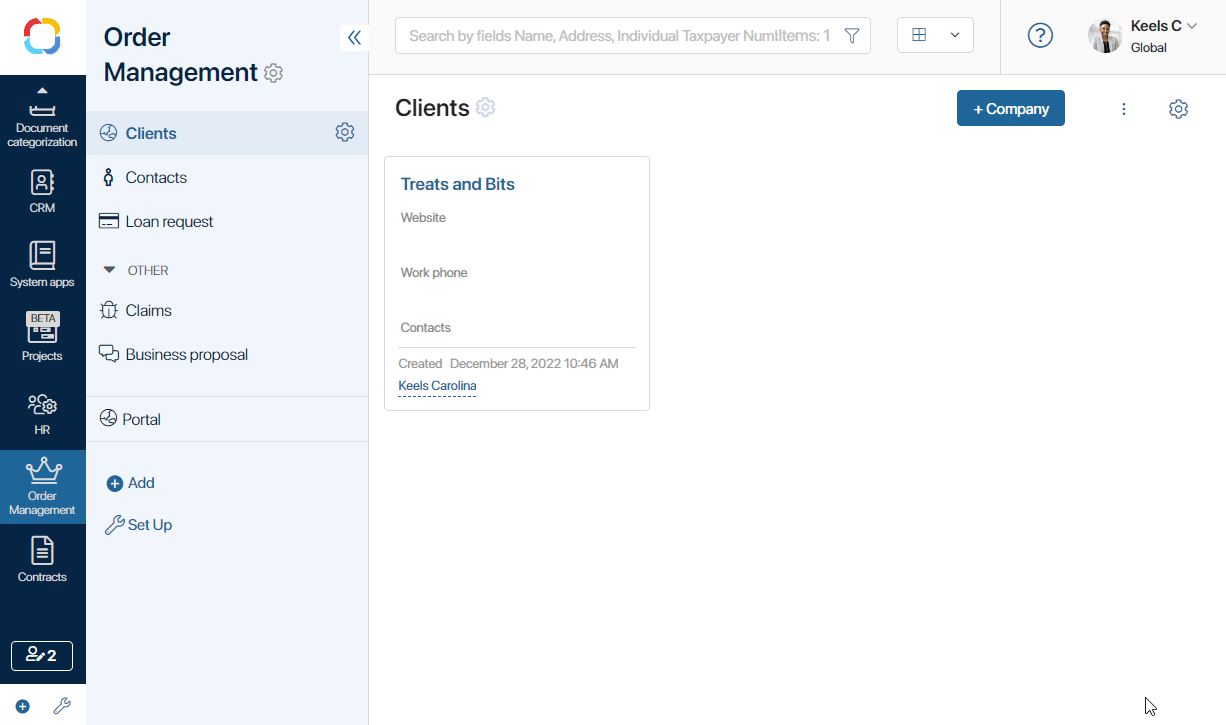 Document
categorization
CRM
System apps
BETA
Projects
HR
Order
Management
Contracts
2
Order
Management
Clients
Contacts
Loan request
OTHER
Claims
Business proposal
Portal
Add
Set Up
Search by fields Name, Address, Individual Taxpayer Num Items: 1
Keels C
Global
Clients
+ Company
Treats and Bits
Website
Work phone
Contacts
Created December 28, 2022 10:46 AM
Keels Carolina